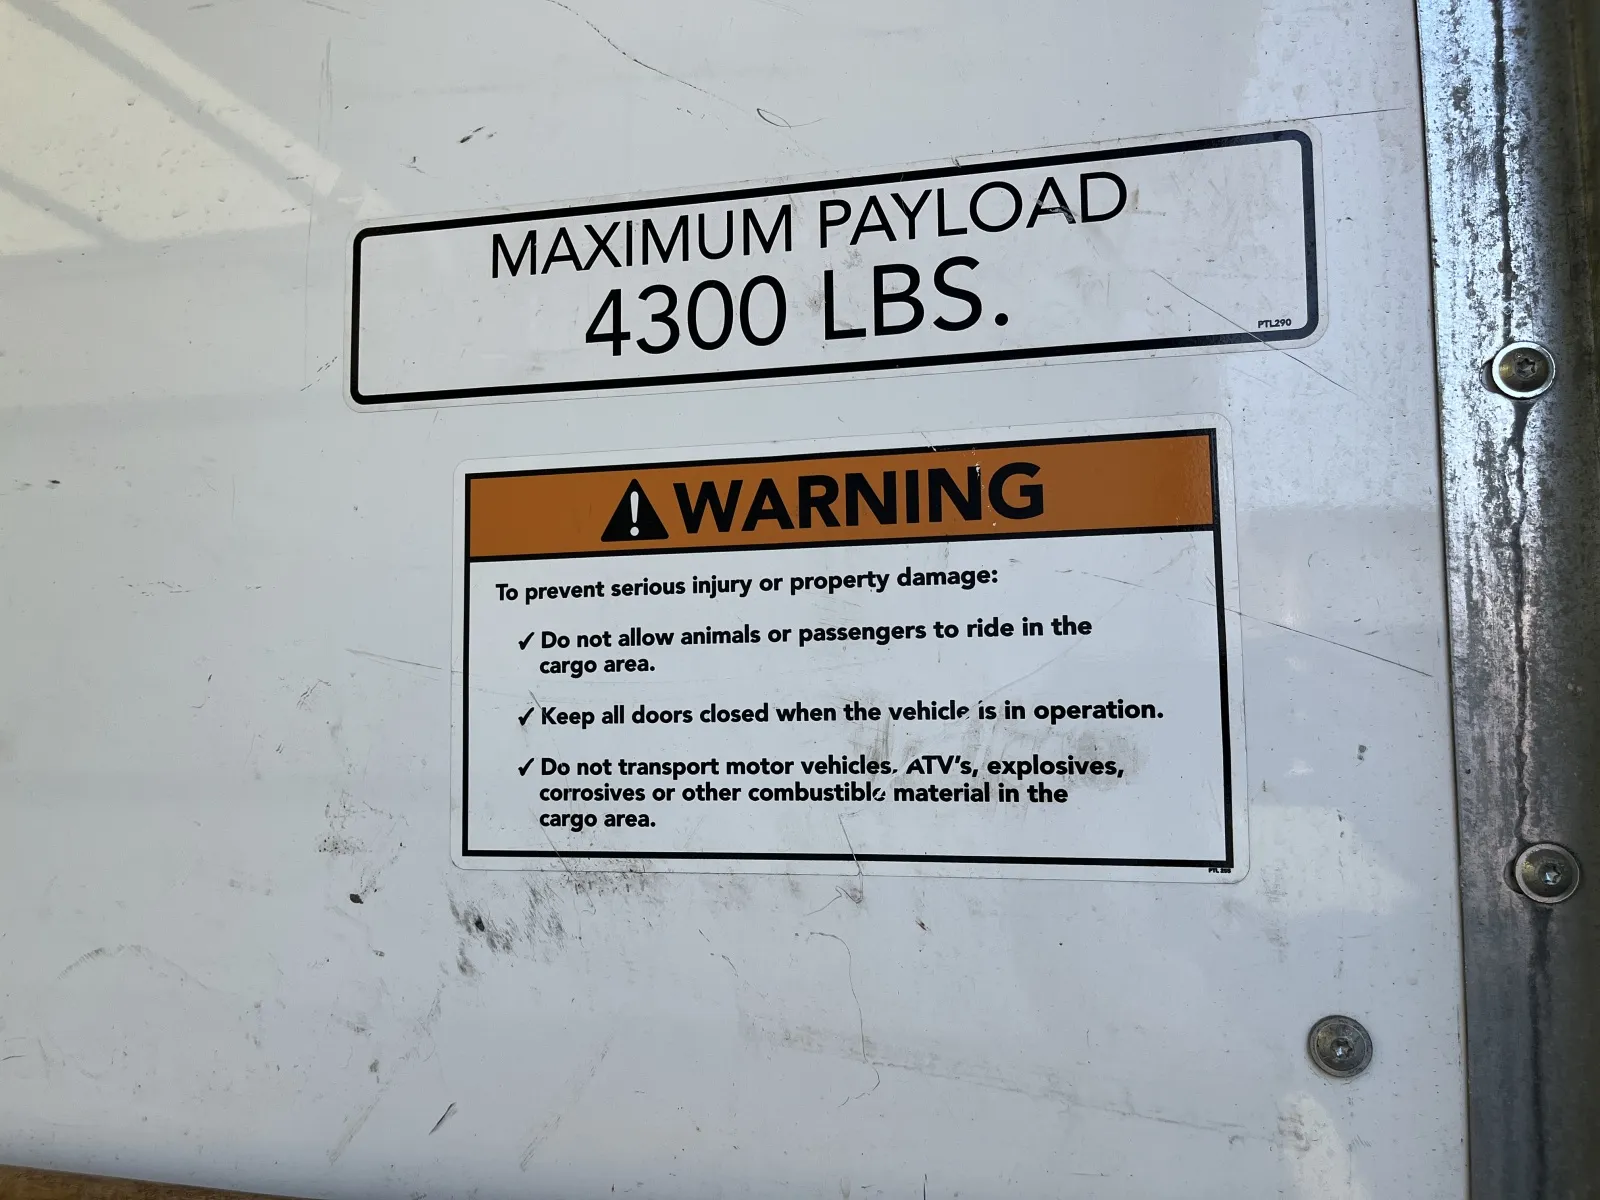 MAXIMUM PAYLOAD
4300 LBS.
PTL290
WARNING
To prevent serious injury or property damage:
✓ Do not allow animals or passengers to ride in the
cargo area.
✓ Keep all doors closed when the vehicle is in operation.
✓ Do not transport motor vehicles, ATV's, explosives,
corrosives or other combustible material in the
cargo area.
PTL